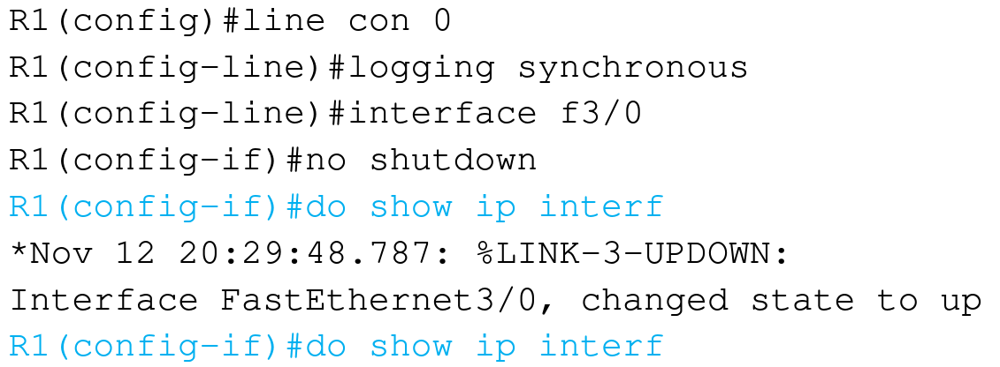 R1(config)#line con 0
R1(config-line)#logging synchronous
R1(config-line)#interface f3/0
R1(config-if)#no shutdown
R1(config-if)#do show ip interf
*Nov 12 20:29:48.787: %LINK-3-UPDOWN:
Interface FastEthernet3/0, changed state to up
R1(config-if)#do show ip interf